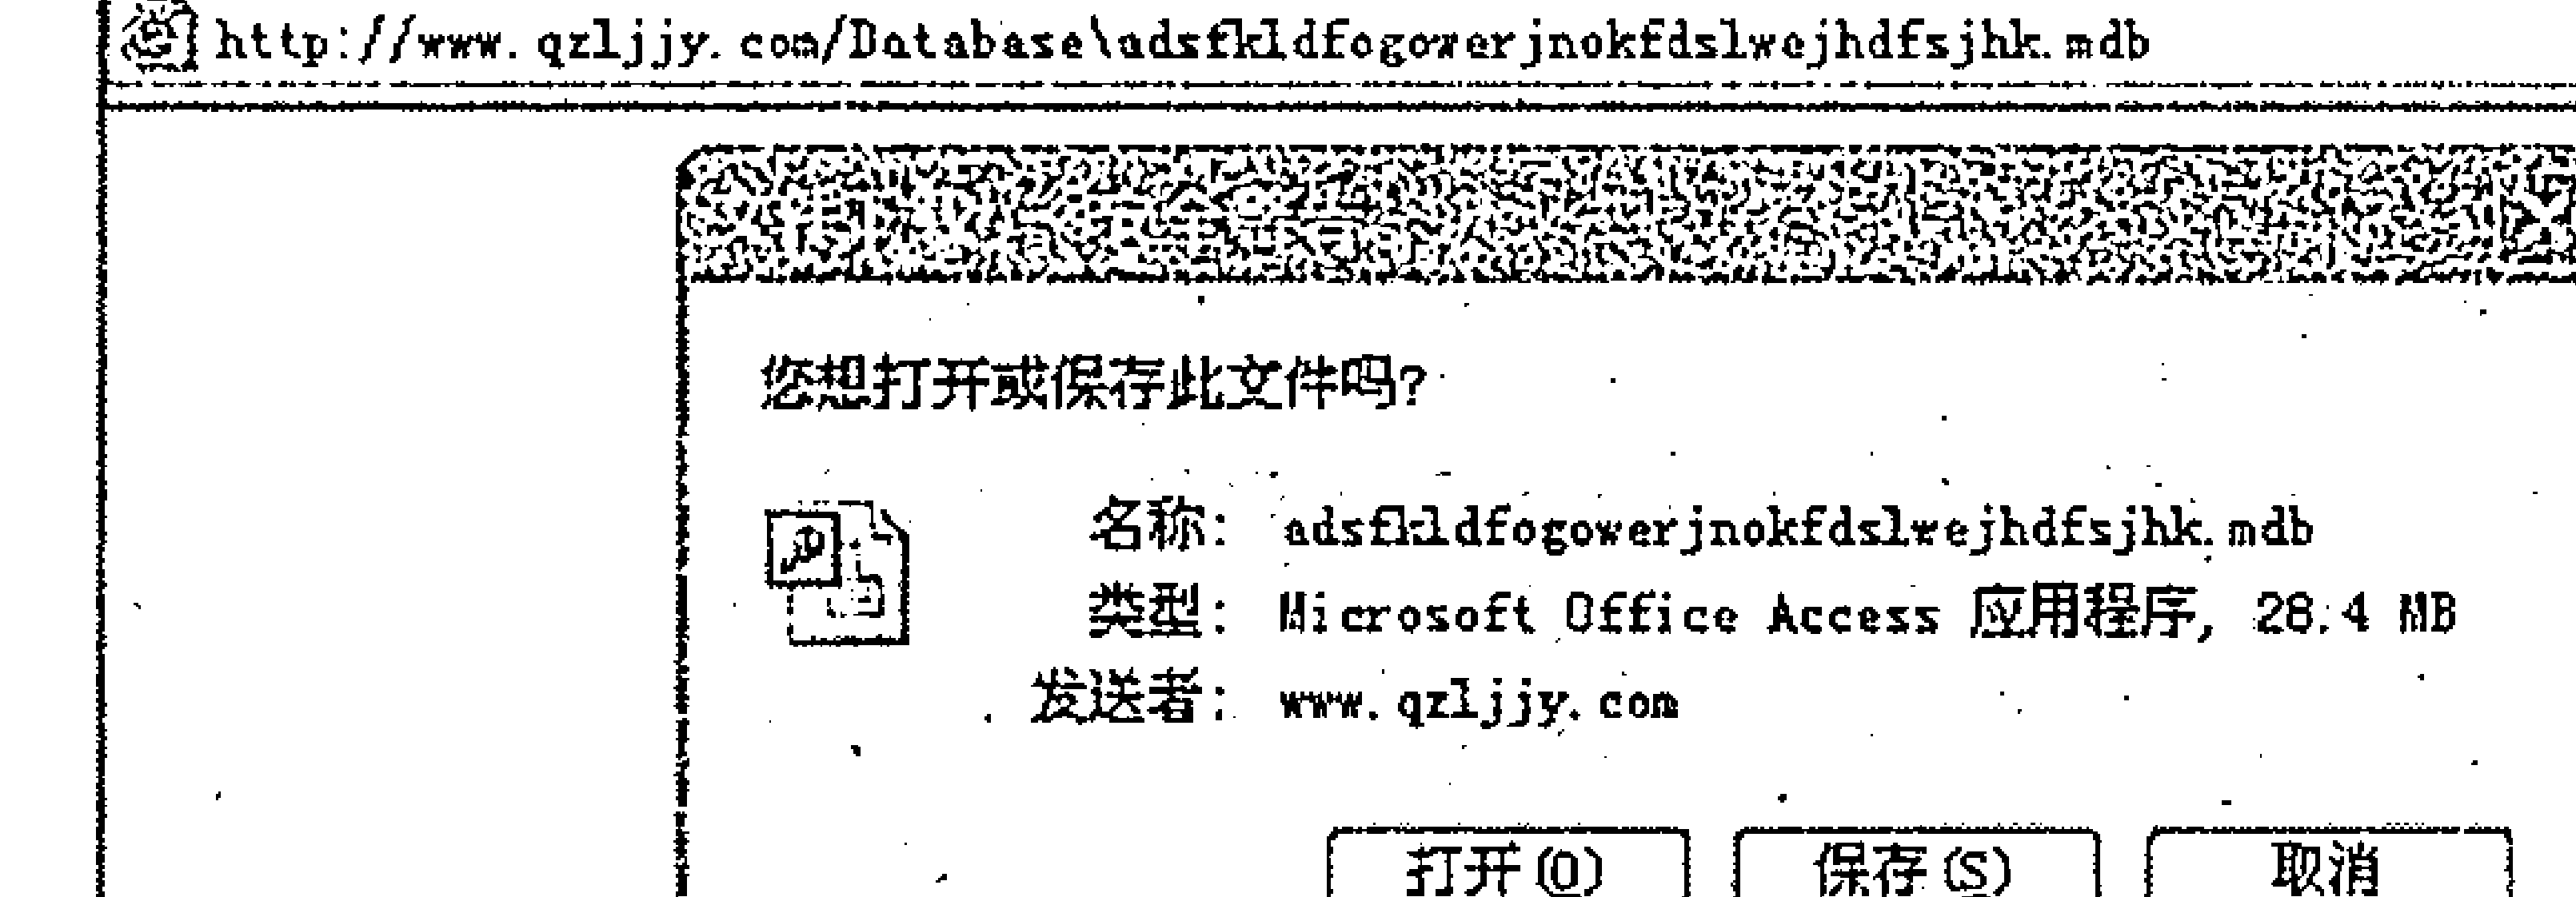 http://www.qzljjy.com/Database\adsfkldfogowerjnokfdslwejhdfsjhk.mdb
您想打开或保存此文件吗?
名称: adsfkldfogowerjnokfdslwejhdfsjhk.mdb
类型: Microsoft Office Access 应用程序, 28.4 MB
发送者: www.qzljjy.com
打开(O) 保存(S) 取消